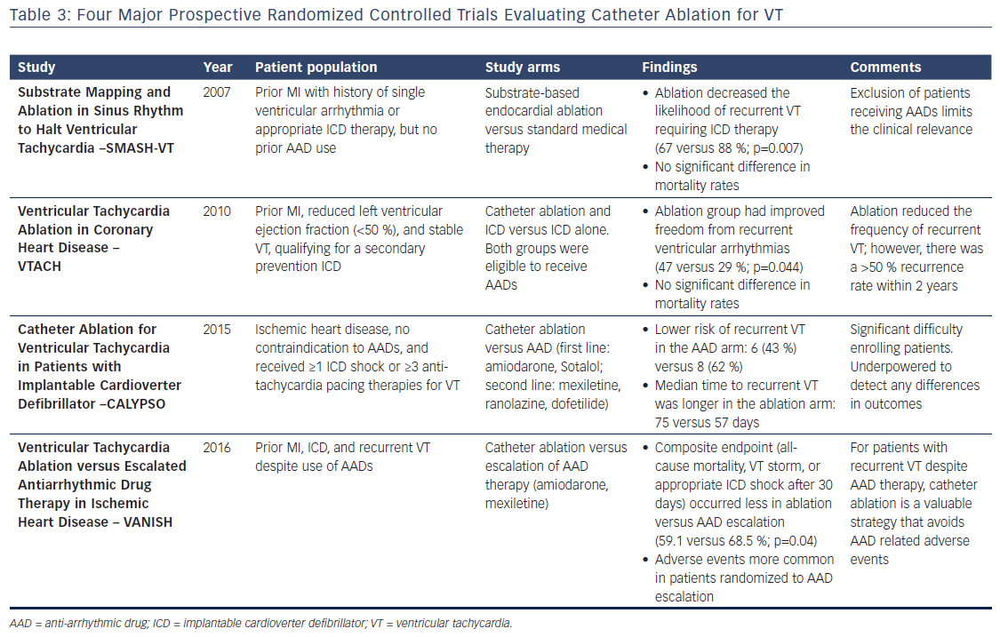 Table 3: Four Major Prospective Randomized Controlled Trials Evaluating Catheter Ablation for VT
Study Year Patient population Study arms Findings Comments
Substrate Mapping and
Ablation in Sinus Rhythm
to Halt Ventricular
Tachycardia –SMASH-VT
2007
Prior MI with history of single
ventricular arrhythmia or
appropriate ICD therapy, but no
prior AAD use
Substrate-based
endocardial ablation
versus standard medical
therapy
• Ablation decreased the
likelihood of recurrent VT
requiring ICD therapy
(67 versus 88 %; p=0.007)
• No significant difference in
mortality rates
Exclusion of patients
receiving AADs limits
the clinical relevance
Ventricular Tachycardia
Ablation in Coronary
Heart Disease –
VTACH
2010
Prior MI, reduced left ventricular
ejection fraction (<50 %), and stable
VT, qualifying for a secondary
prevention ICD
Catheter ablation and
ICD versus ICD alone.
Both groups were
eligible to receive
AADs
• Ablation group had improved
freedom from recurrent
ventricular arrhythmias
(47 versus 29 %; p=0.044)
• No significant difference in
mortality rates
Ablation reduced the
frequency of recurrent
VT; however, there was
a >50 % recurrence
rate within 2 years
Catheter Ablation for
Ventricular Tachycardia
in Patients with
Implantable Cardioverter
Defibrillator –CALYPSO
2015
Ischemic heart disease, no
contraindication to AADs, and
received ≥1 ICD shock or ≥3 anti-
tachycardia pacing therapies for VT
Catheter ablation
versus AAD (first line:
amiodarone, Sotalol;
second line: mexiletine,
ranolazine, dofetilide)
• Lower risk of recurrent VT
in the AAD arm: 6 (43 %)
versus 8 (62 %)
• Median time to recurrent VT
was longer in the ablation arm:
75 versus 57 days
Significant difficulty
enrolling patients.
Underpowered to
detect any differences
in outcomes
Ventricular Tachycardia
Ablation versus Escalated
Antiarrhythmic Drug
Therapy in Ischemic
Heart Disease – VANISH
2016
Prior MI, ICD, and recurrent VT
despite use of AADs
Catheter ablation versus
escalation of AAD
therapy (amiodarone,
mexiletine)
• Composite endpoint (all-
cause mortality, VT storm, or
appropriate ICD shock after 30
days) occurred less in ablation
versus AAD escalation
(59.1 versus 68.5 %; p=0.04)
• Adverse events more common
in patients randomized to AAD
escalation
For patients with
recurrent VT despite
AAD therapy, catheter
ablation is a valuable
strategy that avoids
AAD related adverse
events
AAD = anti-arrhythmic drug; ICD = implantable cardioverter defibrillator; VT = ventricular tachycardia.